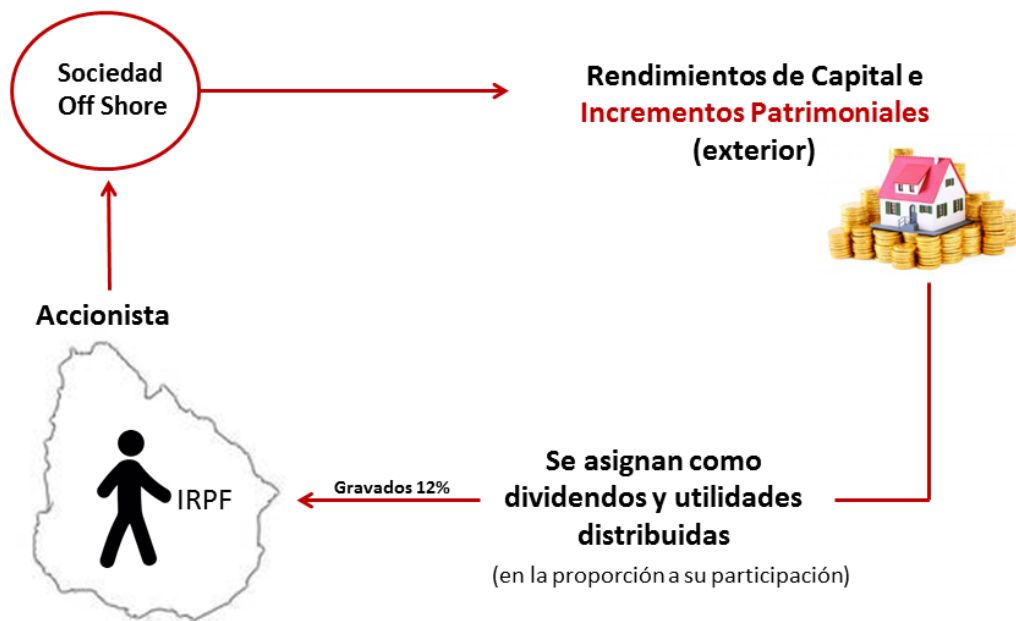 Sociedad
Off Shore
Rendimientos de Capital e
Incrementos Patrimoniales
(exterior)
Accionista
IRPF
Gravados 12%
Se asignan como
dividendos y utilidades
distribuidas
(en la proporción a su participación)